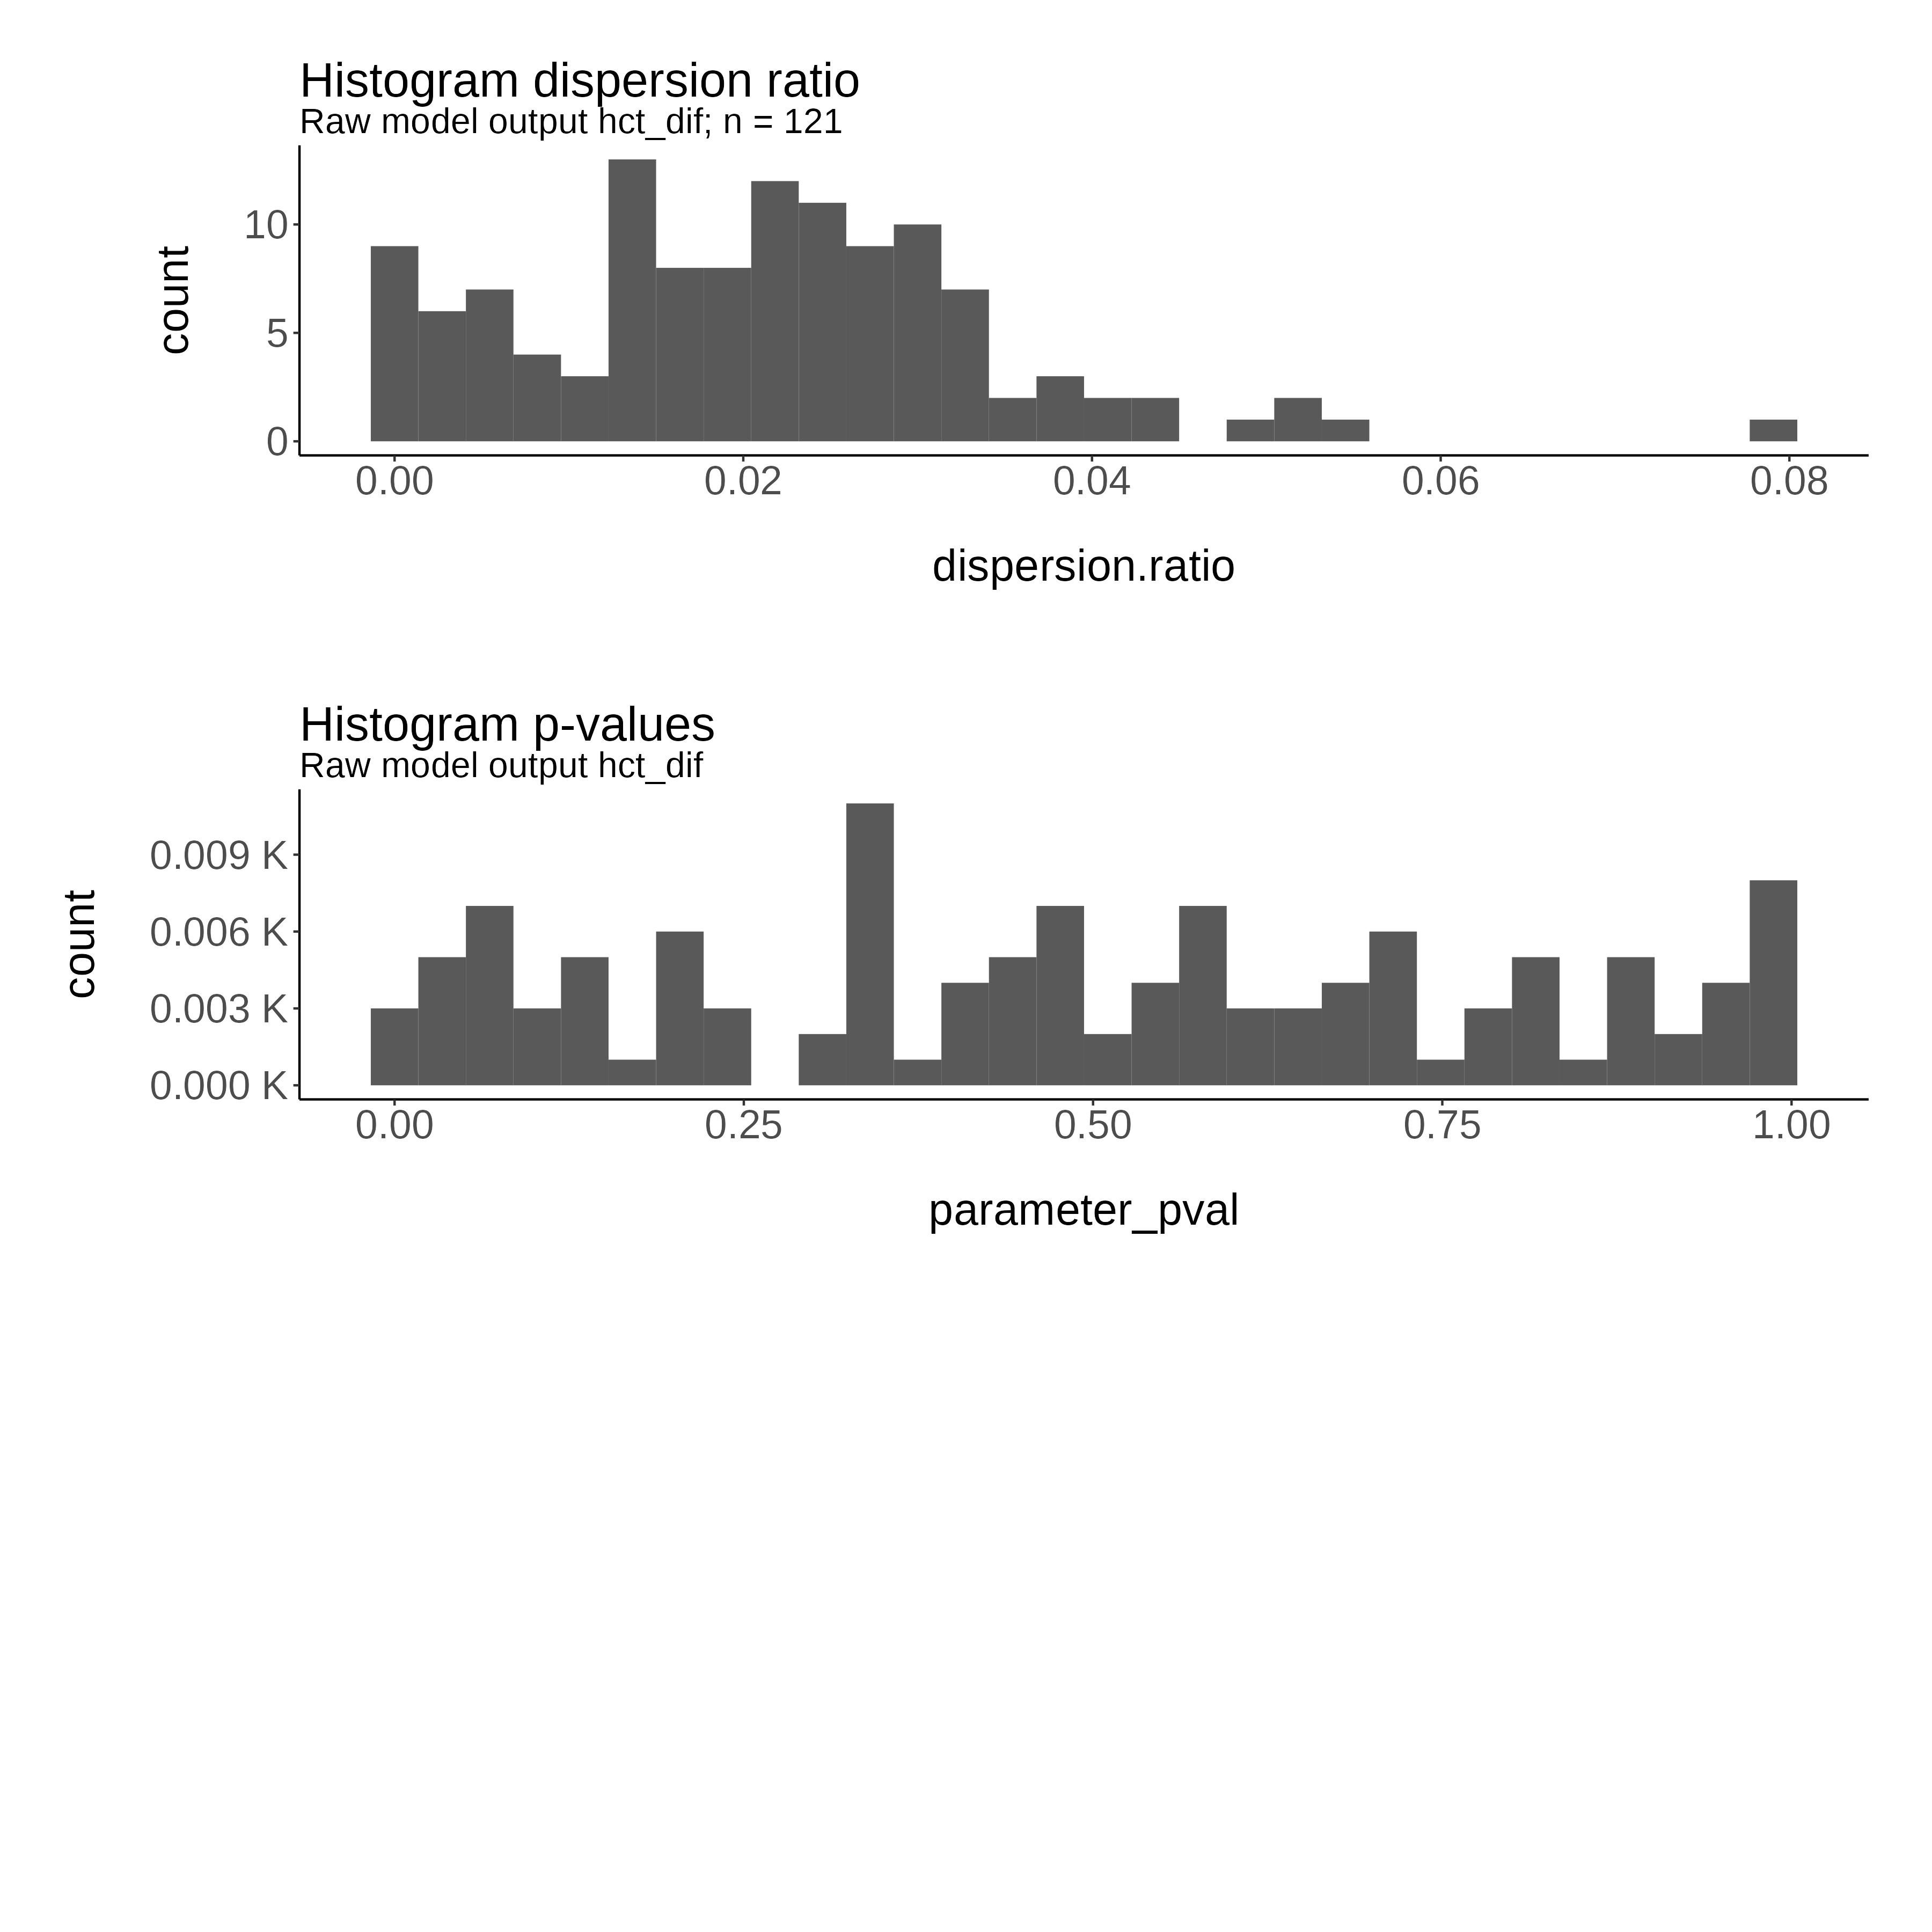 Histogram dispersion ratio
Raw model output hct_dif; n = 121
count
10
5
0
0.00 0.02 0.04 0.06 0.08
dispersion.ratio
Histogram p-values
Raw model output hct_dif
count
0.009 K
0.006 K
0.003 K
0.000 K
0.00 0.25 0.50 0.75 1.00
parameter_pval